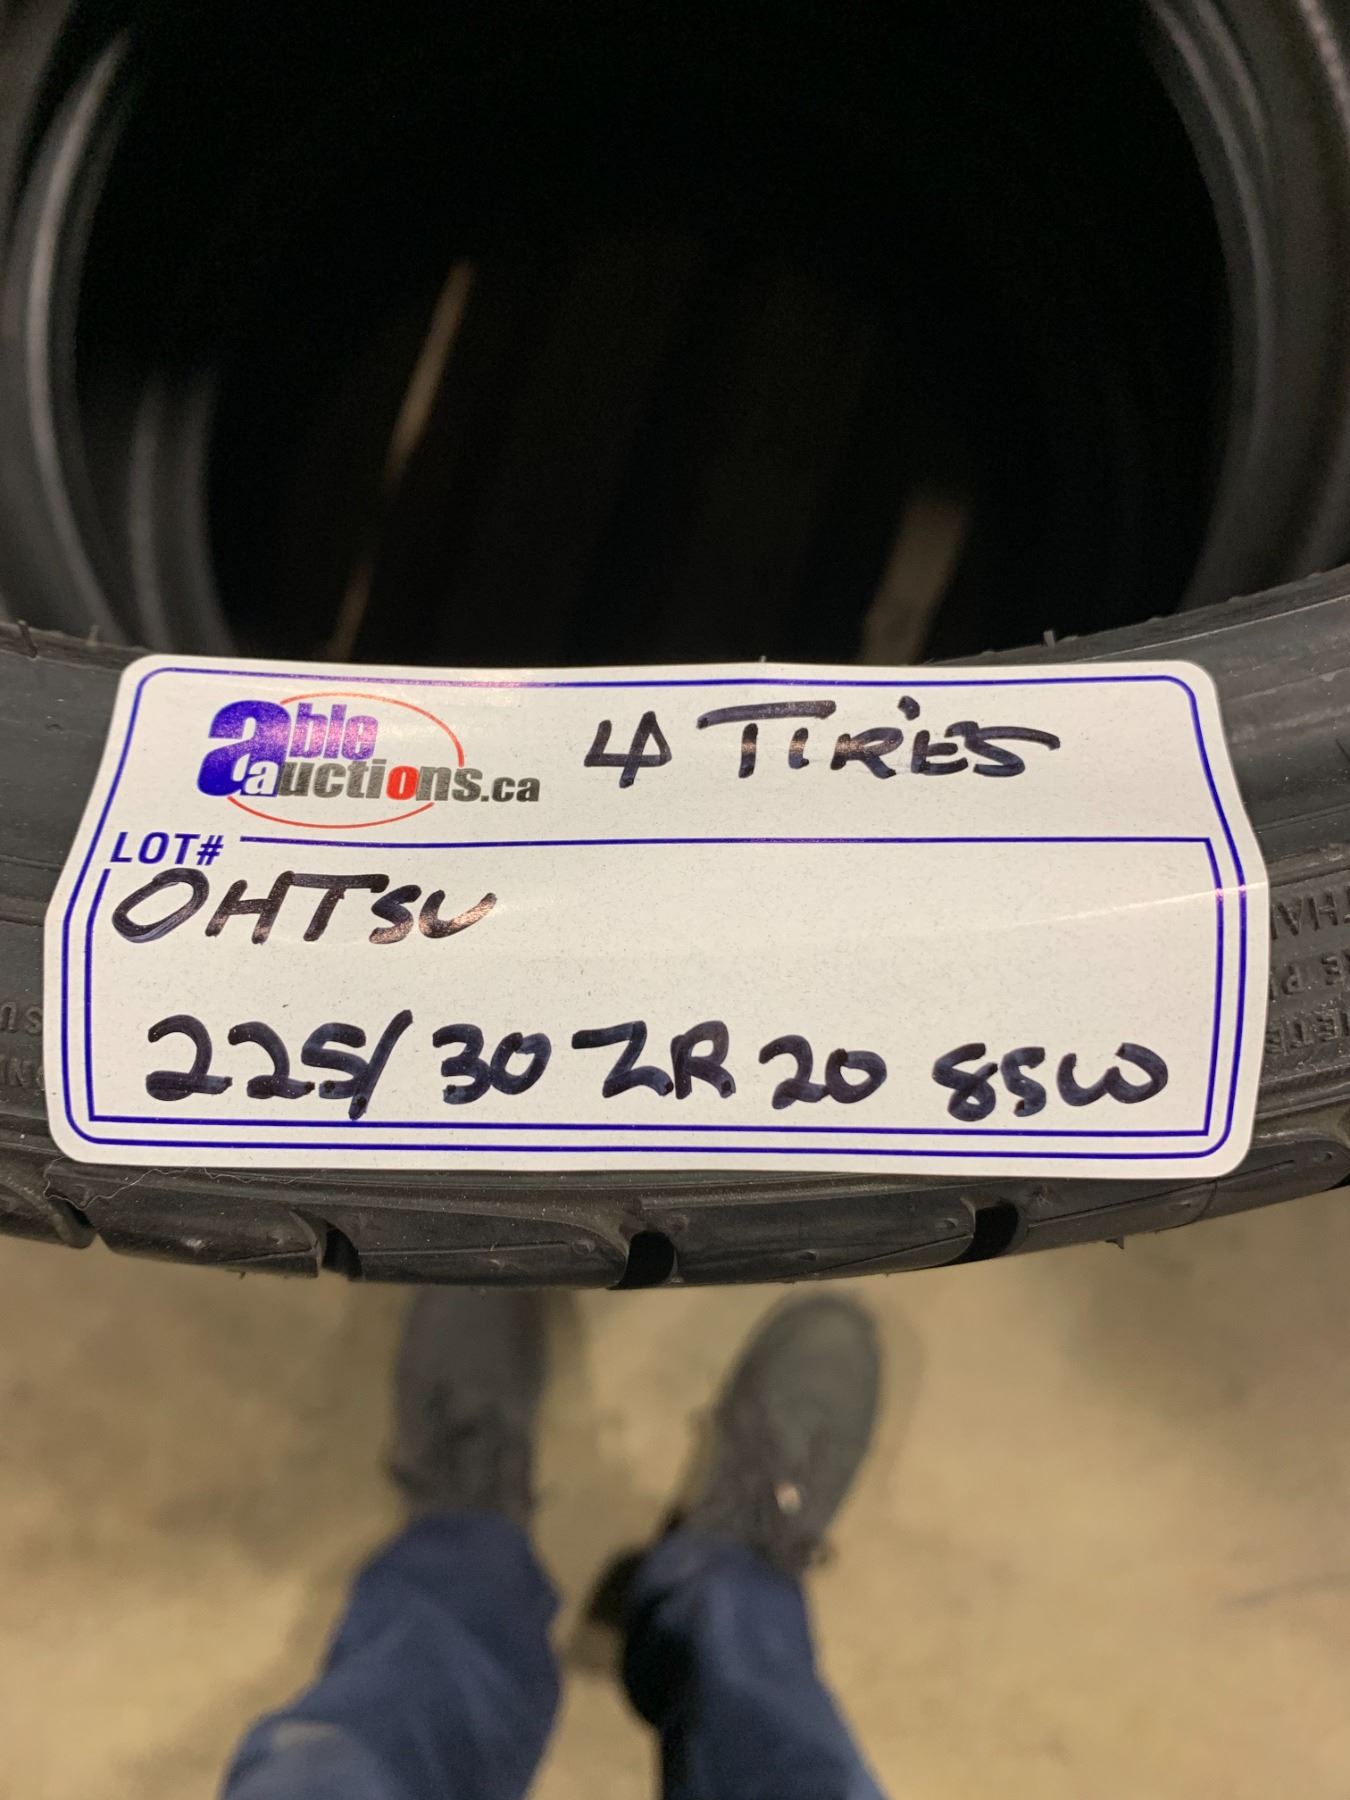 able auctions.ca
4 TIRES
LOT#
OHTSU
225/30 ZR 20 85W